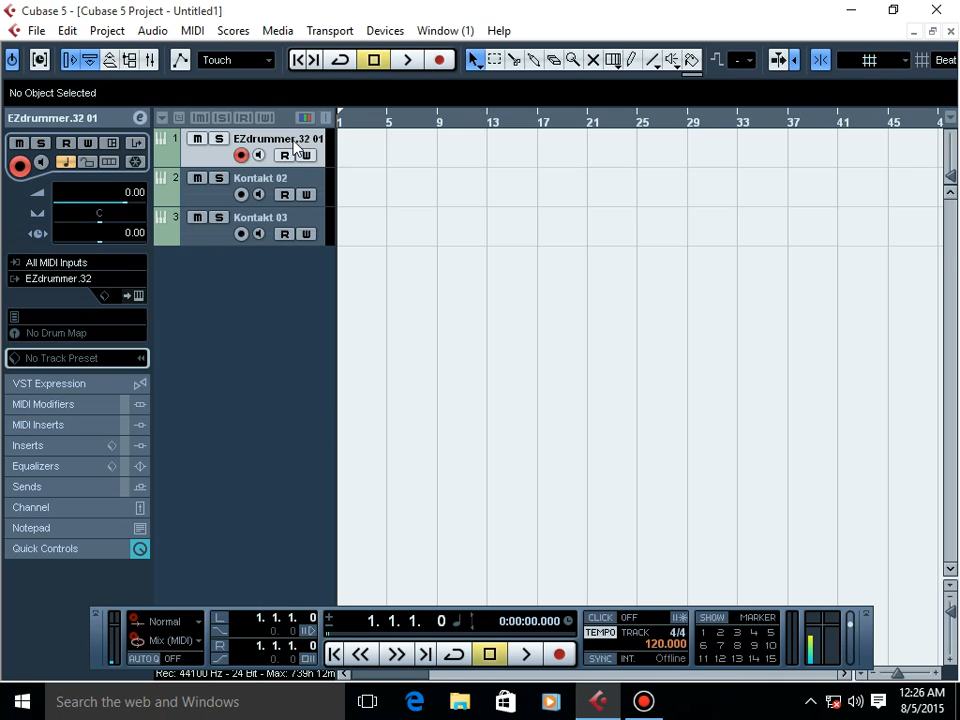 Cubase 5 - [Cubase 5 Project - Untitled1]
File Edit Project Audio MIDI Scores Media Transport Devices Window (1) Help
Touch
Beat
No Object Selected
EZdrummer.32 01
M S R W
0.00
C
0.00
All MIDI Inputs
EZdrummer.32
No Drum Map
No Track Preset
VST Expression
MIDI Modifiers
MIDI Inserts
Inserts
Equalizers
Sends
Channel
Notepad
Quick Controls
M S R W
1 5 9 13 17 21 25 29 33 37 41 45 4
1 M S EZdrummer.32 01
R W
2 M S Kontakt 02
R W
3 M S Kontakt 03
R W
Normal
Mix (MIDI)
AUTO Q OFF
L 1. 1. 1. 0
0. 0
R 1. 1. 1. 0
0. 0
1. 1. 1. 0
0:00:00.000
CLICK OFF
TEMPO TRACK 4/4
120.000
SYNC INT. Offline
SHOW MARKER
1 2 3 4 5
6 7 8 9 10
11 12 13 14 15
Rec: 44100 Hz - 24 Bit - Max: 739h 12m
Search the web and Windows
12:26 AM
8/5/2015